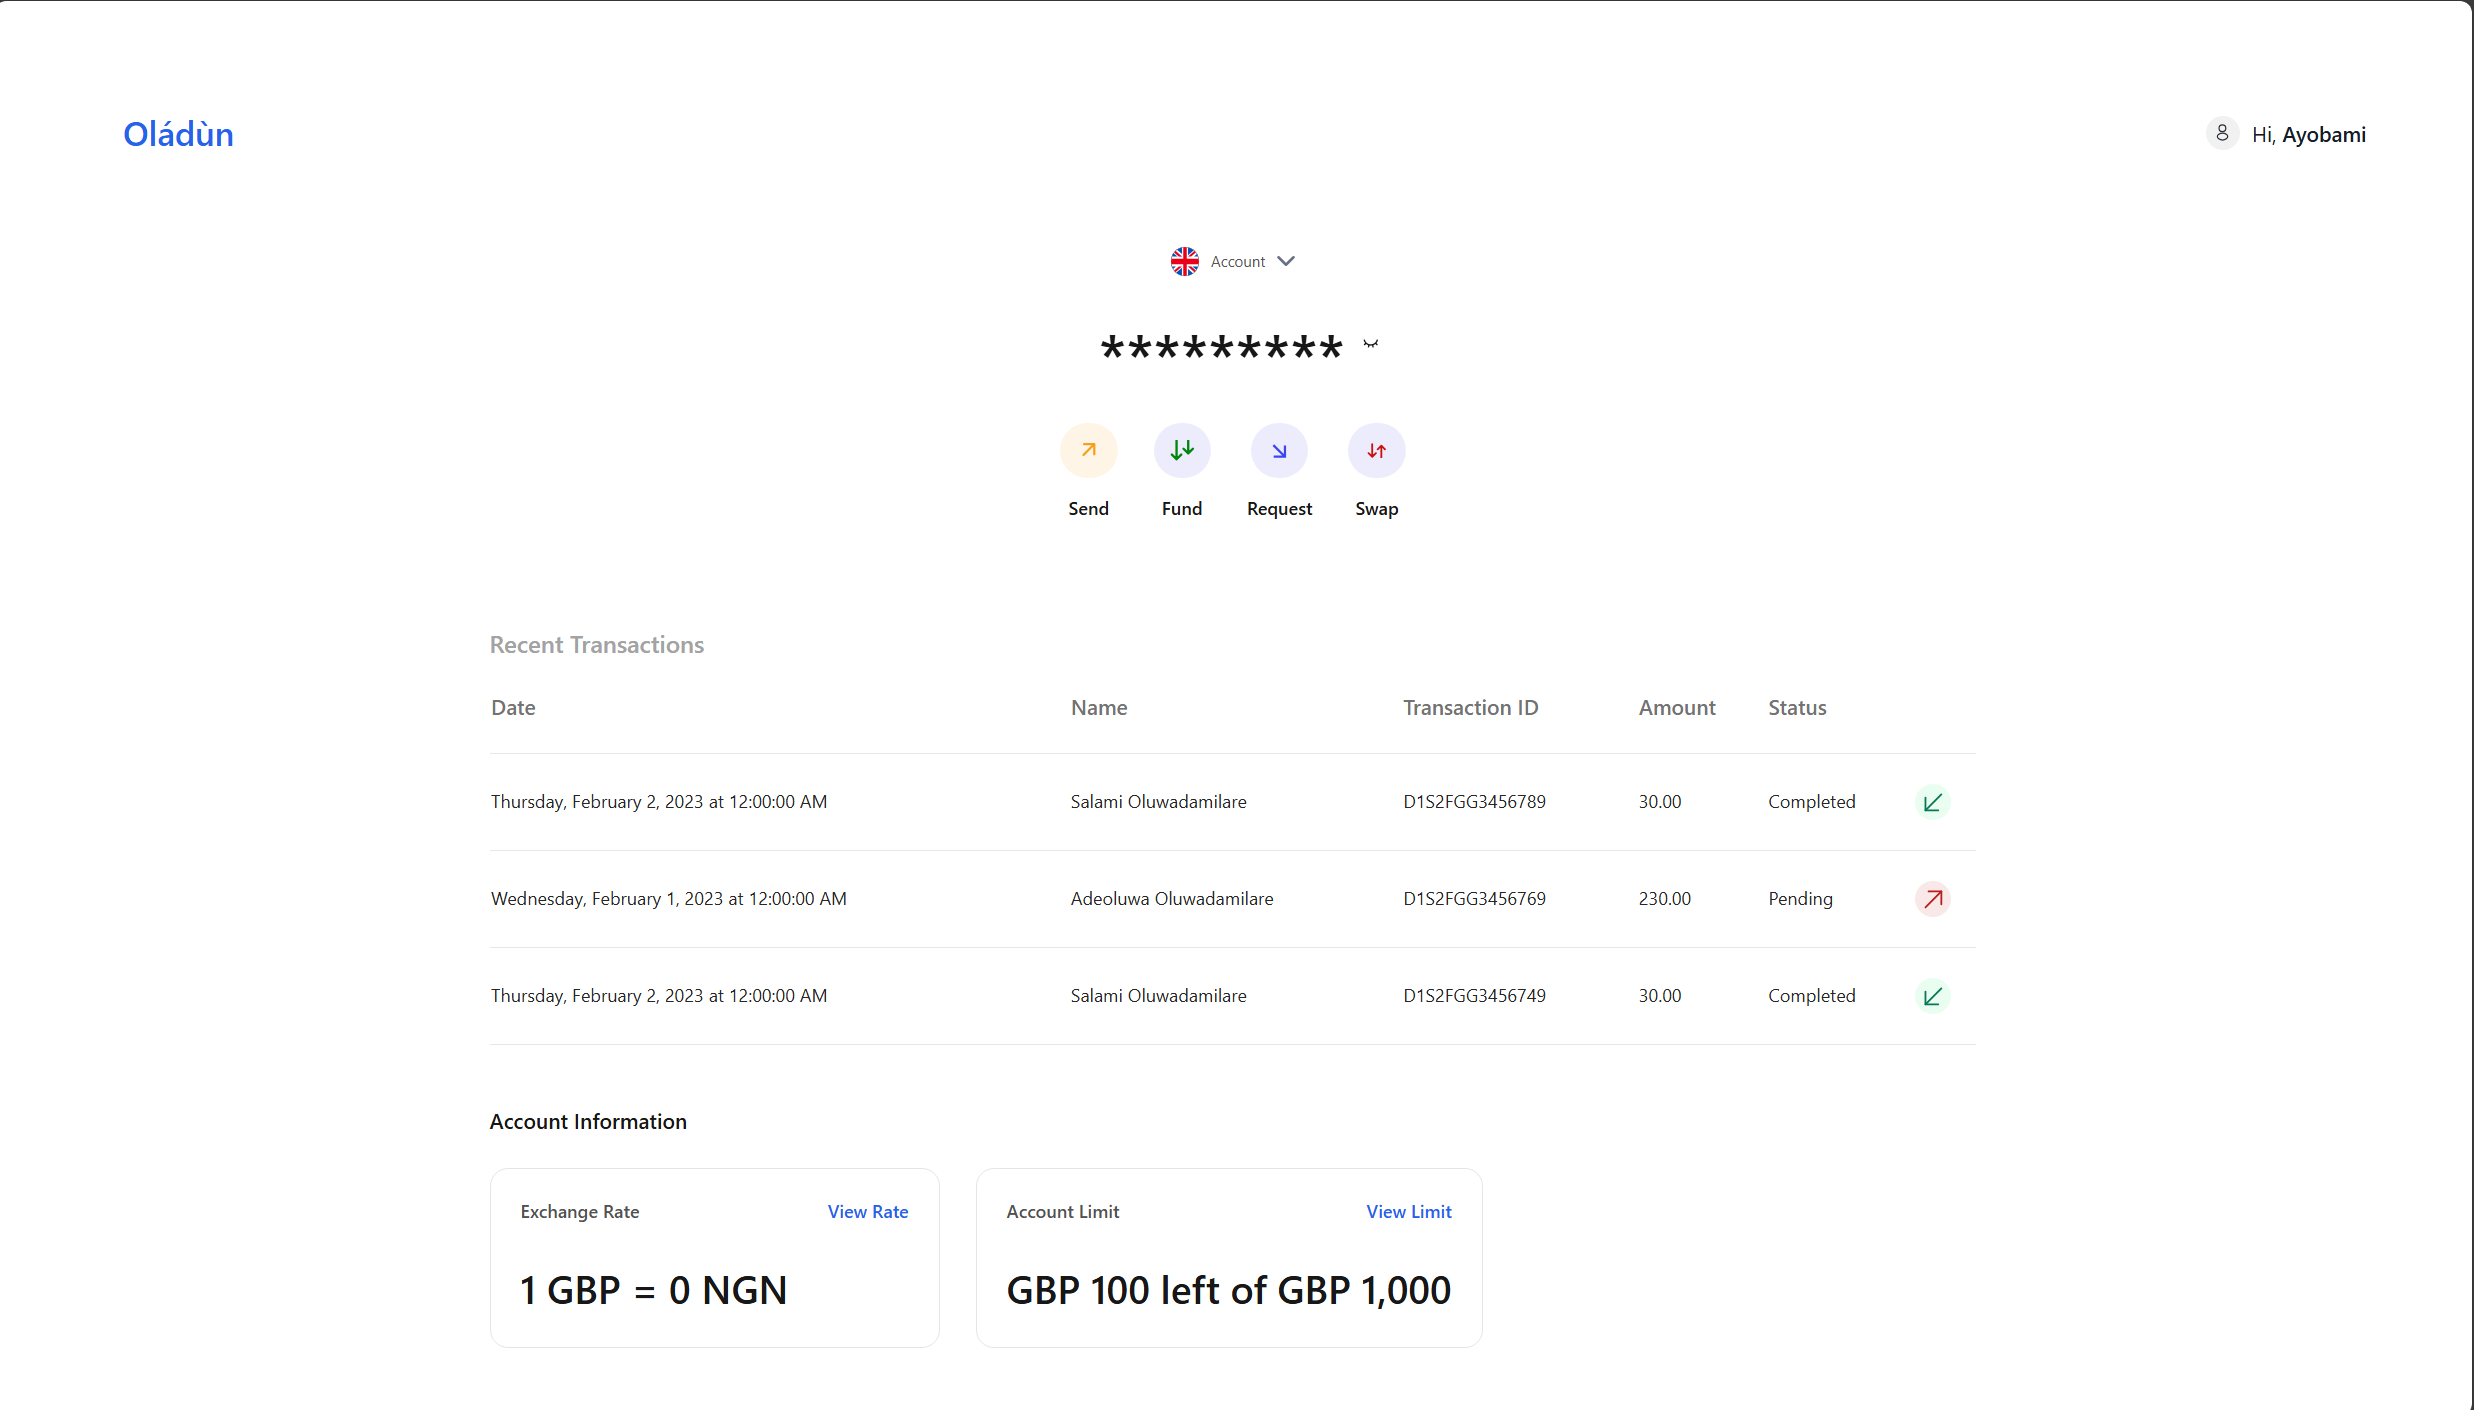 Oládùn
Hi, Ayobami
Account
*********
Send Fund Request Swap
Recent Transactions
Date Name Transaction ID Amount Status
Thursday, February 2, 2023 at 12:00:00 AM Salami Oluwadamilare D1S2FGG3456789 30.00 Completed
Wednesday, February 1, 2023 at 12:00:00 AM Adeoluwa Oluwadamilare D1S2FGG3456769 230.00 Pending
Thursday, February 2, 2023 at 12:00:00 AM Salami Oluwadamilare D1S2FGG3456749 30.00 Completed
Account Information
Exchange Rate View Rate
1 GBP = 0 NGN
Account Limit View Limit
GBP 100 left of GBP 1,000